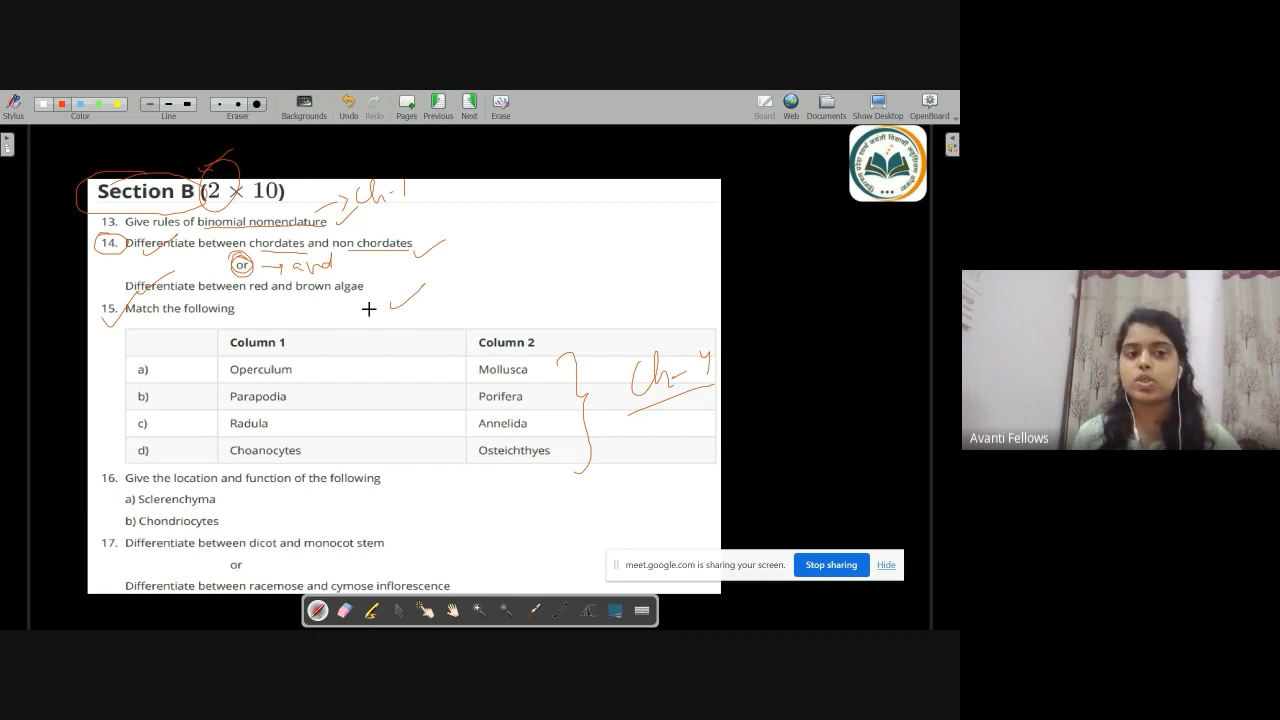 Stylus
Color
Line
Eraser
Backgrounds
Undo
Redo
Pages
Previous
Next
Erase
Board
Web
Documents
Show Desktop
OpenBoard
Section B (2 × 10)
Ch-1
13. Give rules of binomial nomenclature
14. Differentiate between chordates and non chordates
or → and
Differentiate between red and brown algae
15. Match the following
Column 1 Column 2
a) Operculum Mollusca
b) Parapodia Porifera
c) Radula Annelida
d) Choanocytes Osteichthyes
Ch-4
16. Give the location and function of the following
a) Sclerenchyma
b) Chondriocytes
17. Differentiate between dicot and monocot stem
or
Differentiate between racemose and cymose inflorescence
meet.google.com is sharing your screen. Stop sharing Hide
Avanti Fellows